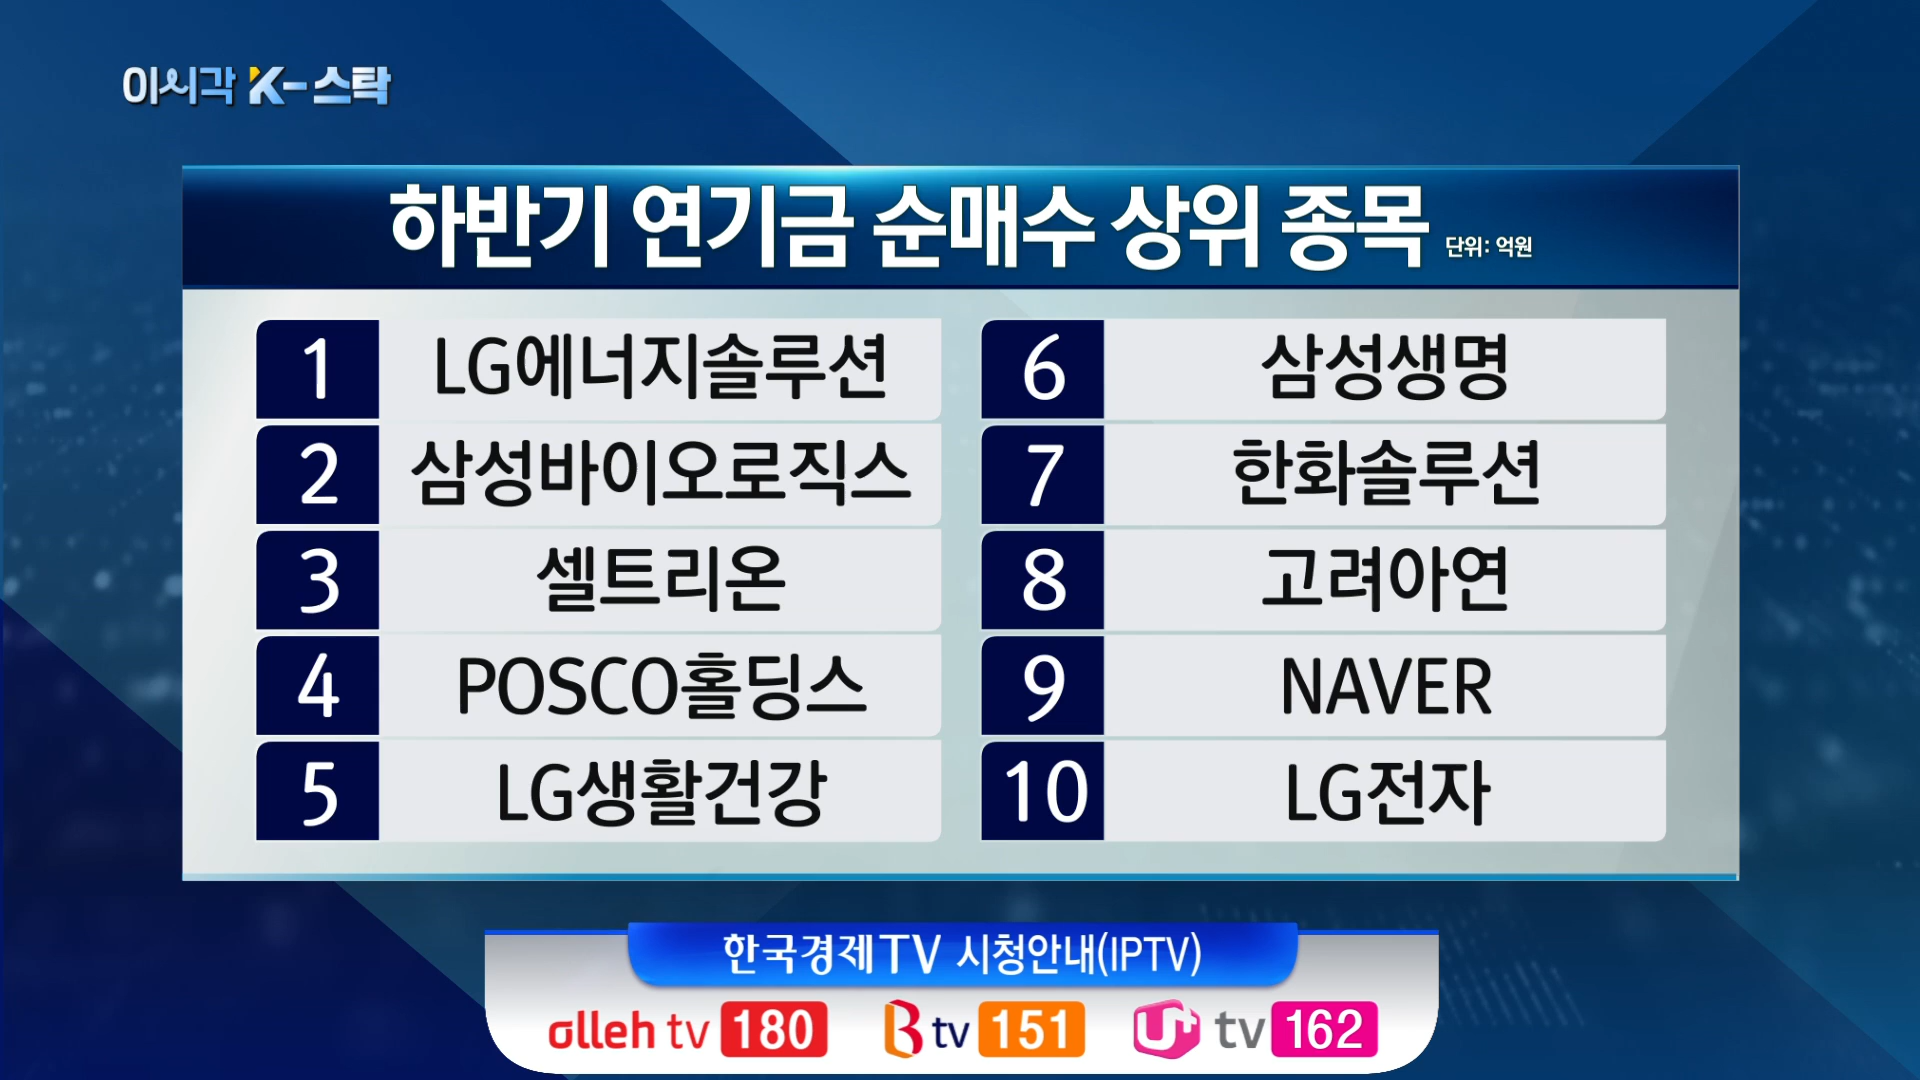 이시각 K-스탁
하반기 연기금 순매수 상위 종목 단위: 억원
1 LG에너지솔루션
2 삼성바이오로직스
3 셀트리온
4 POSCO홀딩스
5 LG생활건강
6 삼성생명
7 한화솔루션
8 고려아연
9 NAVER
10 LG전자
한국경제TV 시청안내(IPTV)
olleh tv 180 B tv 151 U+ tv 162